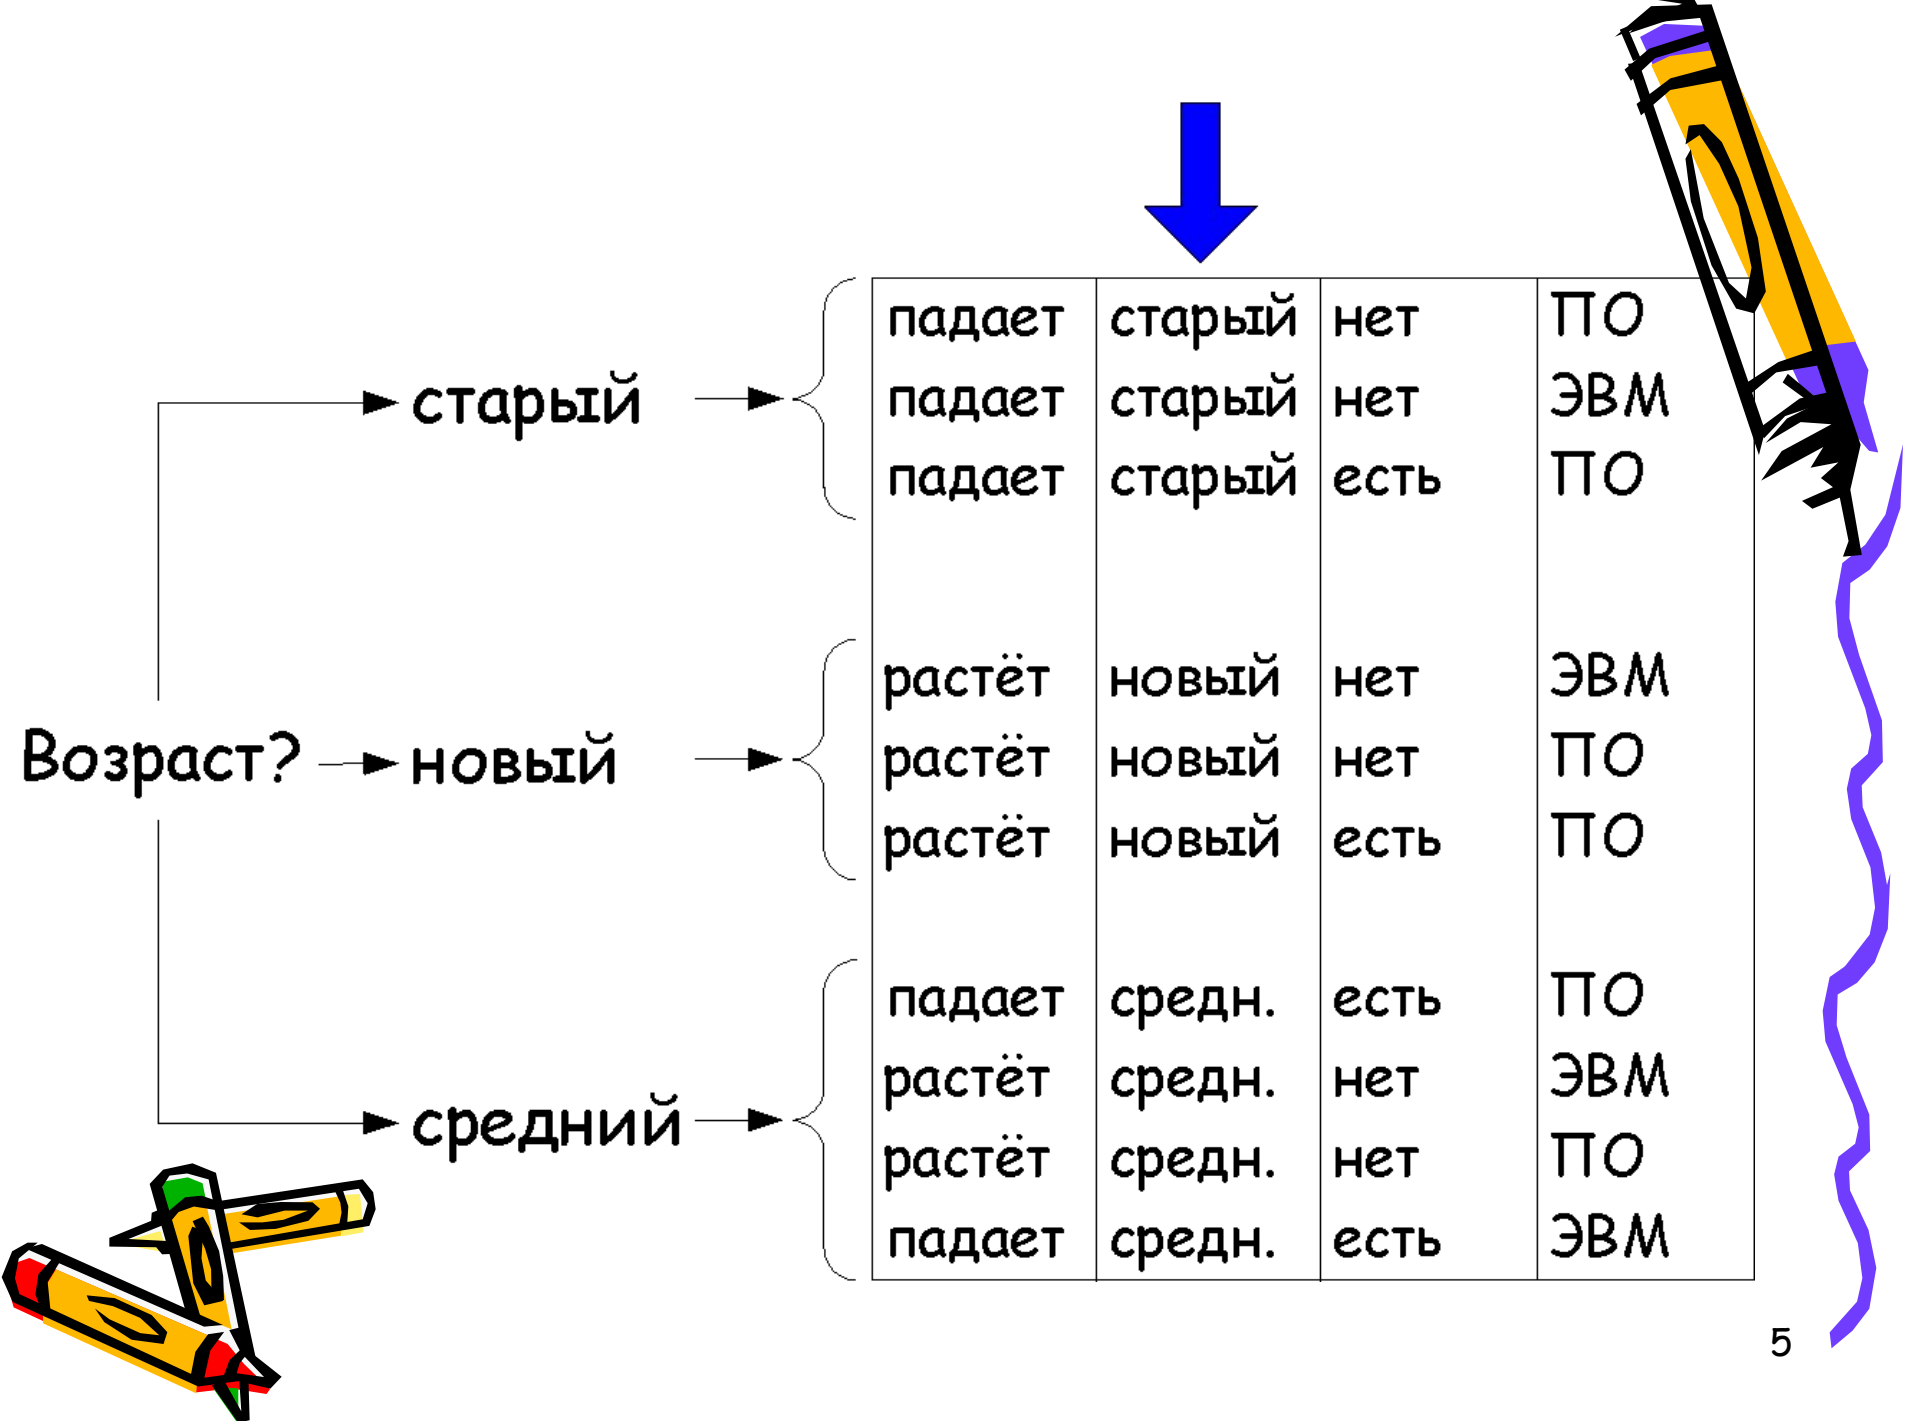 падает старый нет ПО
старый падает старый нет ЭВМ
падает старый есть ПО
растёт новый нет ЭВМ
Возраст? новый растёт новый нет ПО
растёт новый есть ПО
падает средн. есть ПО
растёт средн. нет ЭВМ
средний растёт средн. нет ПО
падает средн. есть ЭВМ
5